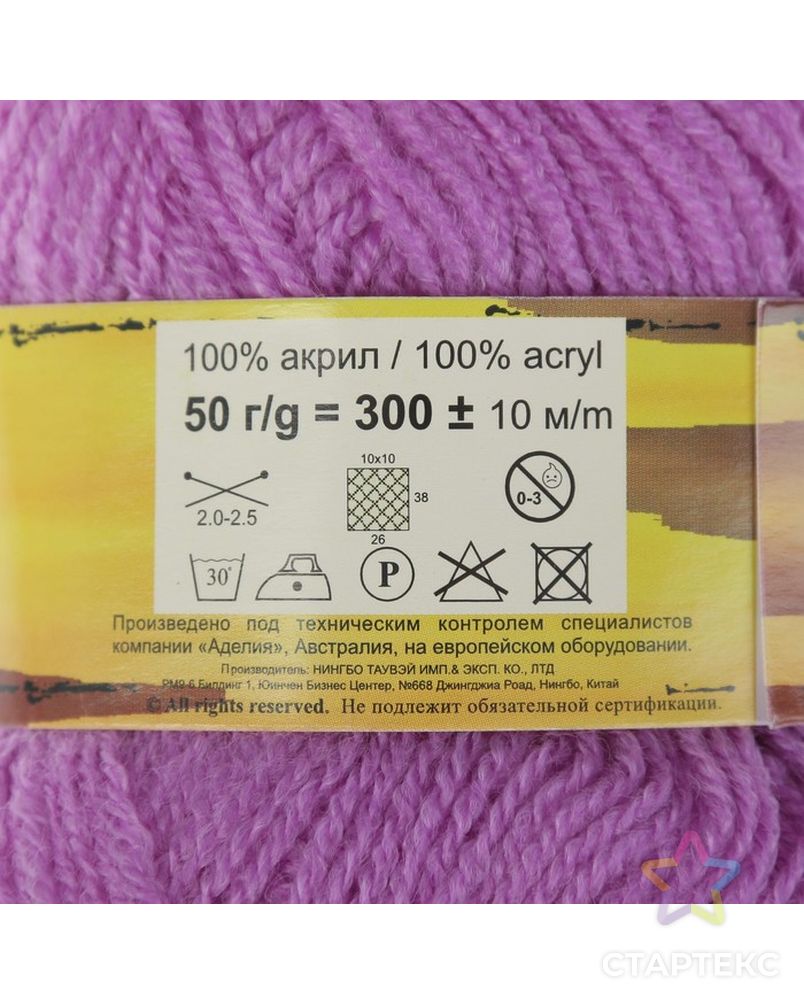 100% акрил / 100% acryl
50 г/g = 300 ± 10 м/m
10x10
38
26
2.0-2.5
0-3
30°
P
Произведено под техническим контролем специалистов
компании «Аделия», Австралия, на европейском оборудовании.
Производитель: НИНГБО ТАУВЭЙ ИМП.& ЭКСП. КО., ЛТД
РМ9-6 Билдинг 1, Юинчен Бизнес Центер, №668 Джингджиа Роад, Нингбо, Китай
© All rights reserved. Не подлежит обязательной сертификации.
СТАРТЕКС